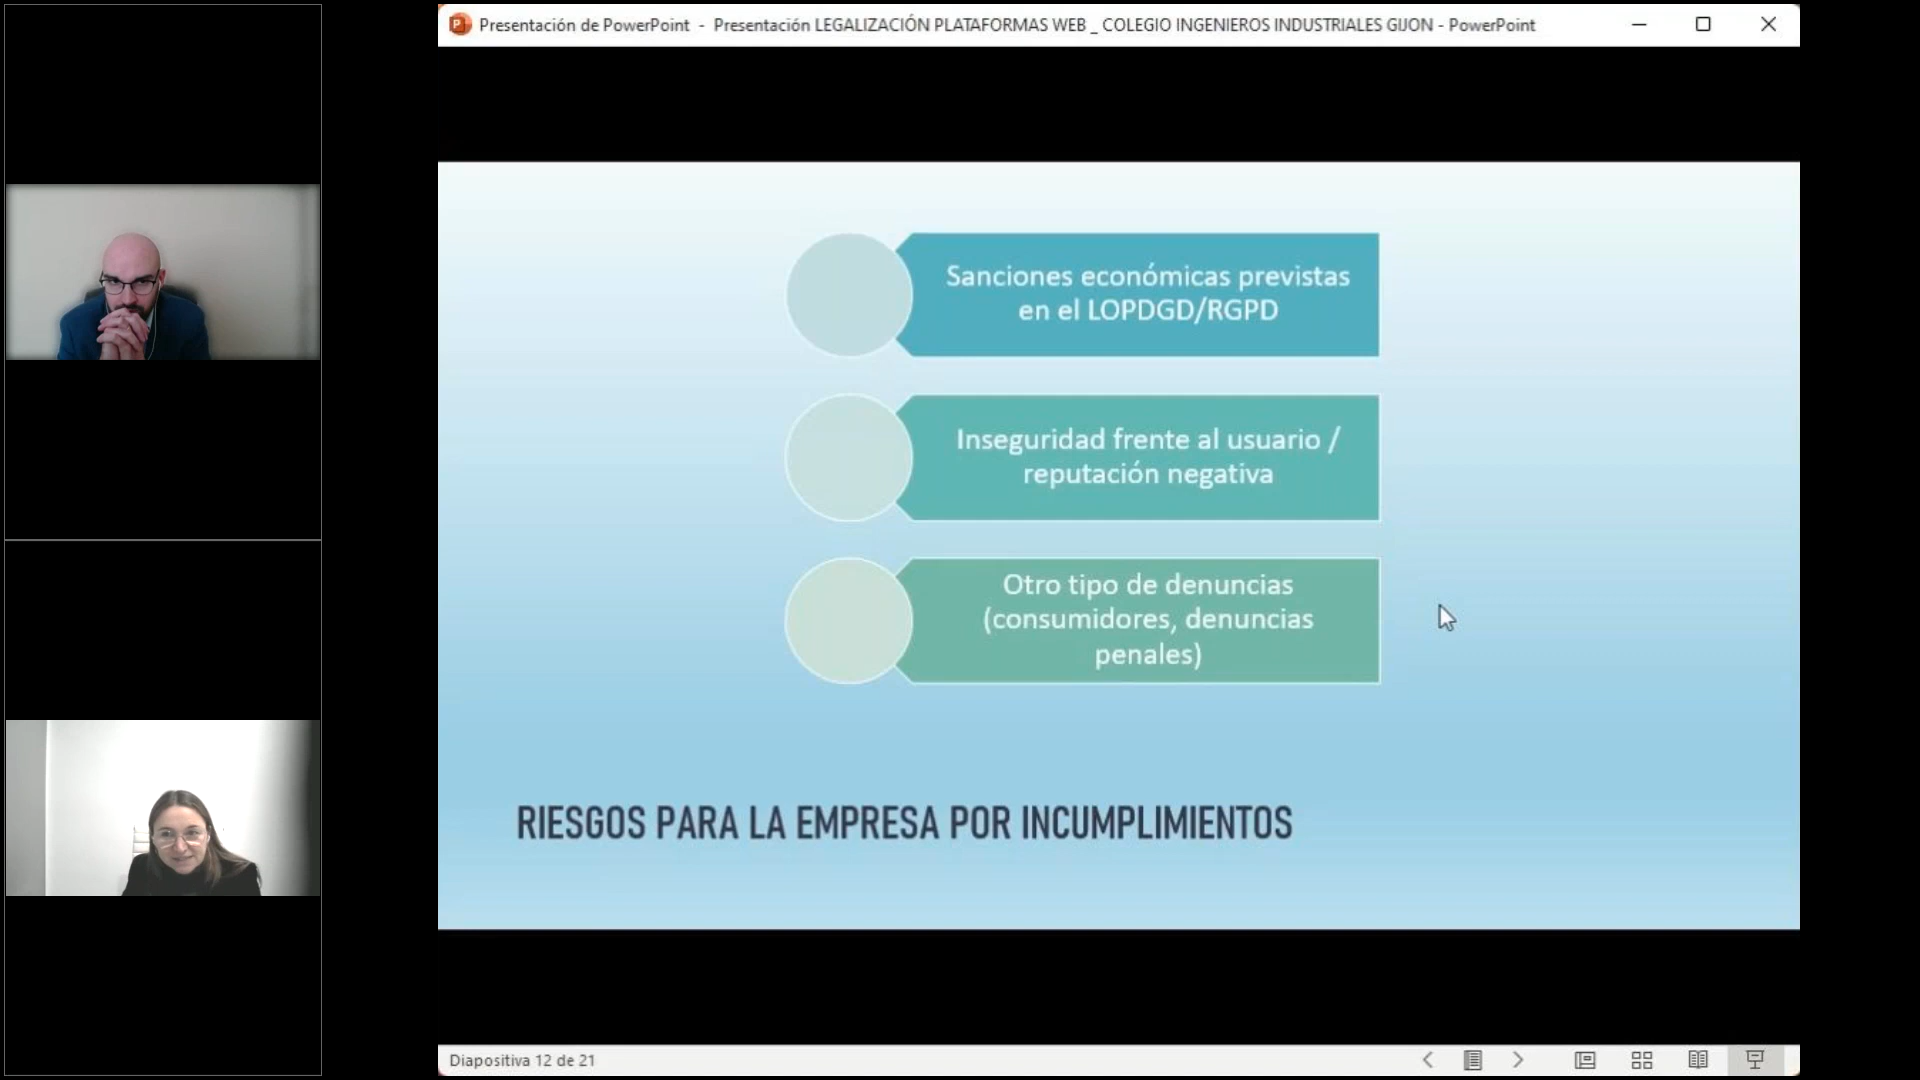 Presentación de PowerPoint - Presentación LEGALIZACIÓN PLATAFORMAS WEB _ COLEGIO INGENIEROS INDUSTRIALES GIJON - PowerPoint
Sanciones económicas previstas
en el LOPDGD/RGPD
Inseguridad frente al usuario /
reputación negativa
Otro tipo de denuncias
(consumidores, denuncias
penales)
RIESGOS PARA LA EMPRESA POR INCUMPLIMIENTOS
Diapositiva 12 de 21